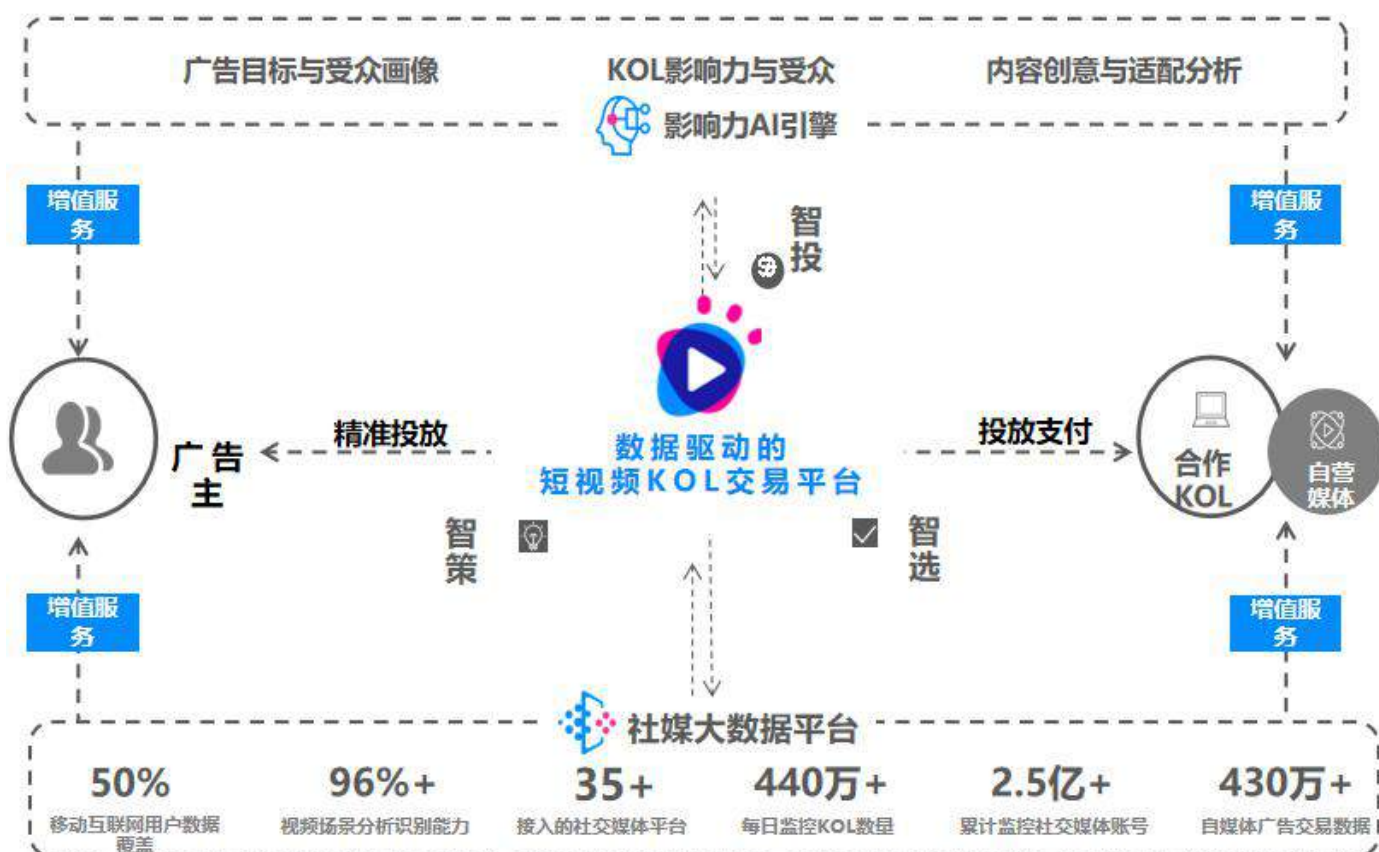 广告目标与受众画像
KOL影响力与受众
内容创意与适配分析
影响力AI引擎
增值服
务
增值服
务
智
投
精准投放
广告
主
数据驱动的
短视频KOL交易平台
投放支付
合作
KOL
自营
媒体
智
策
智
选
增值服
务
增值服
务
社媒大数据平台
50%
移动互联网用户数据
覆盖
96%+
视频场景分析识别能力
35+
接入的社交媒体平台
440万+
每日监控KOL数量
2.5亿+
累计监控社交媒体账号
430万+
自媒体广告交易数据